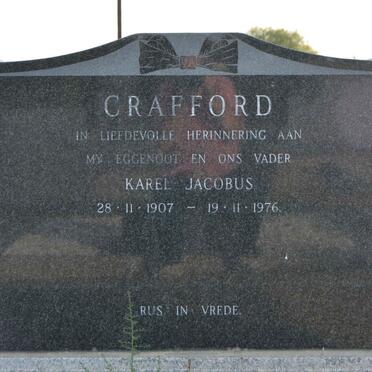 CRAFFORD
IN LIEFDEVOLLE HERINNERING AAN
MY EGGENOOT EN ONS VADER
KAREL JACOBUS
28·11·1907 – 19·11·1976.
RUS IN VREDE.